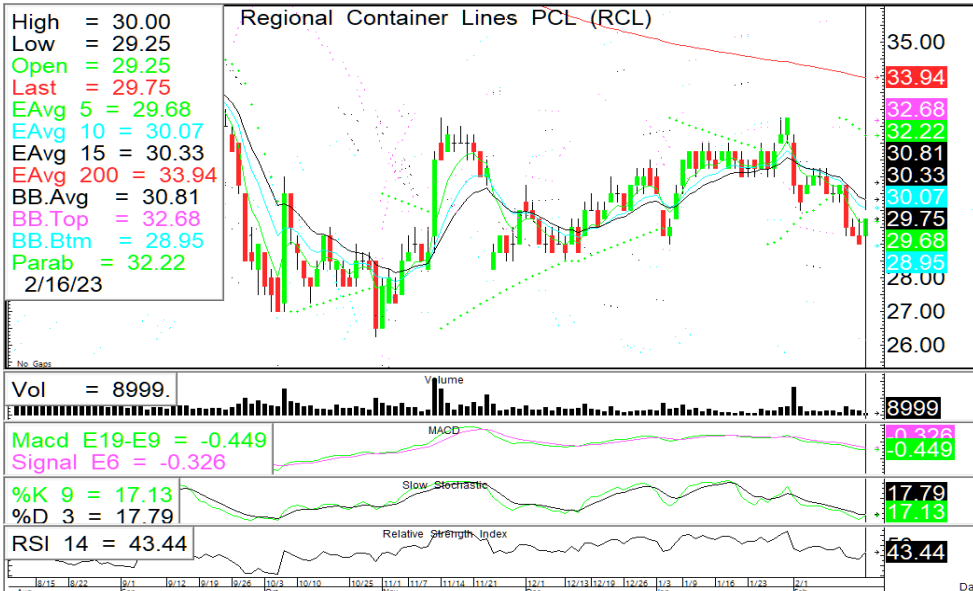 Regional Container Lines PCL (RCL)
High = 30.00
Low = 29.25
Open = 29.25
Last = 29.75
EAvg 5 = 29.68
EAvg 10 = 30.07
EAvg 15 = 30.33
EAvg 200 = 33.94
BB.Avg = 30.81
BB.Top = 32.68
BB.Btm = 28.95
Parab = 32.22
2/16/23
35.00
33.94
32.68
32.22
30.81
30.33
30.07
29.75
29.68
28.95
28.00
27.00
26.00
No Gaps
Volume
Vol = 8999.
8999
MACD
Macd E19-E9 = -0.449
Signal E6 = -0.326
-0.326
-0.449
Slow Stochastic
%K 9 = 17.13
%D 3 = 17.79
17.79
17.13
Relative Strength Index
RSI 14 = 43.44
43.44
8/15 8/22 9/1 9/12 9/19 9/26 10/3 10/10 10/25 11/1 11/7 11/14 11/21 12/1 12/13 12/19 12/26 1/3 1/9 1/16 1/23 2/1